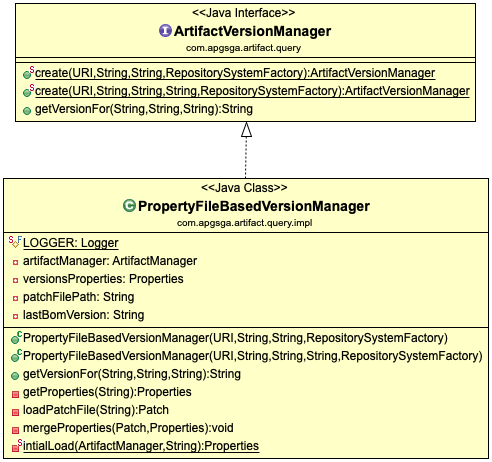 <<Java Interface>>
ArtifactVersionManager
com.apgsga.artifact.query
create(URI,String,String,RepositorySystemFactory):ArtifactVersionManager
create(URI,String,String,String,RepositorySystemFactory):ArtifactVersionManager
getVersionFor(String,String,String):String
<<Java Class>>
PropertyFileBasedVersionManager
com.apgsga.artifact.query.impl
LOGGER: Logger
artifactManager: ArtifactManager
versionsProperties: Properties
patchFilePath: String
lastBomVersion: String
PropertyFileBasedVersionManager(URI,String,String,RepositorySystemFactory)
PropertyFileBasedVersionManager(URI,String,String,String,RepositorySystemFactory)
getVersionFor(String,String,String):String
getProperties(String):Properties
loadPatchFile(String):Patch
mergeProperties(Patch,Properties):void
intialLoad(ArtifactManager,String):Properties